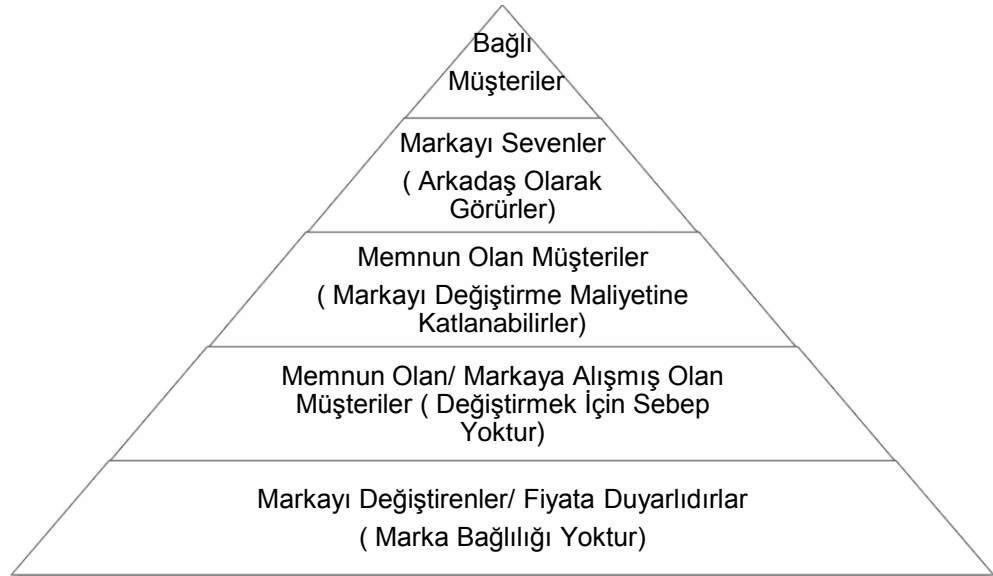 Bağlı
Müşteriler
Markayı Sevenler
( Arkadaş Olarak
Görürler)
Memnun Olan Müşteriler
( Markayı Değiştirme Maliyetine
Katlanabilirler)
Memnun Olan/ Markaya Alışmış Olan
Müşteriler ( Değiştirmek İçin Sebep
Yoktur)
Markayı Değiştirenler/ Fiyata Duyarlıdırlar
( Marka Bağlılığı Yoktur)